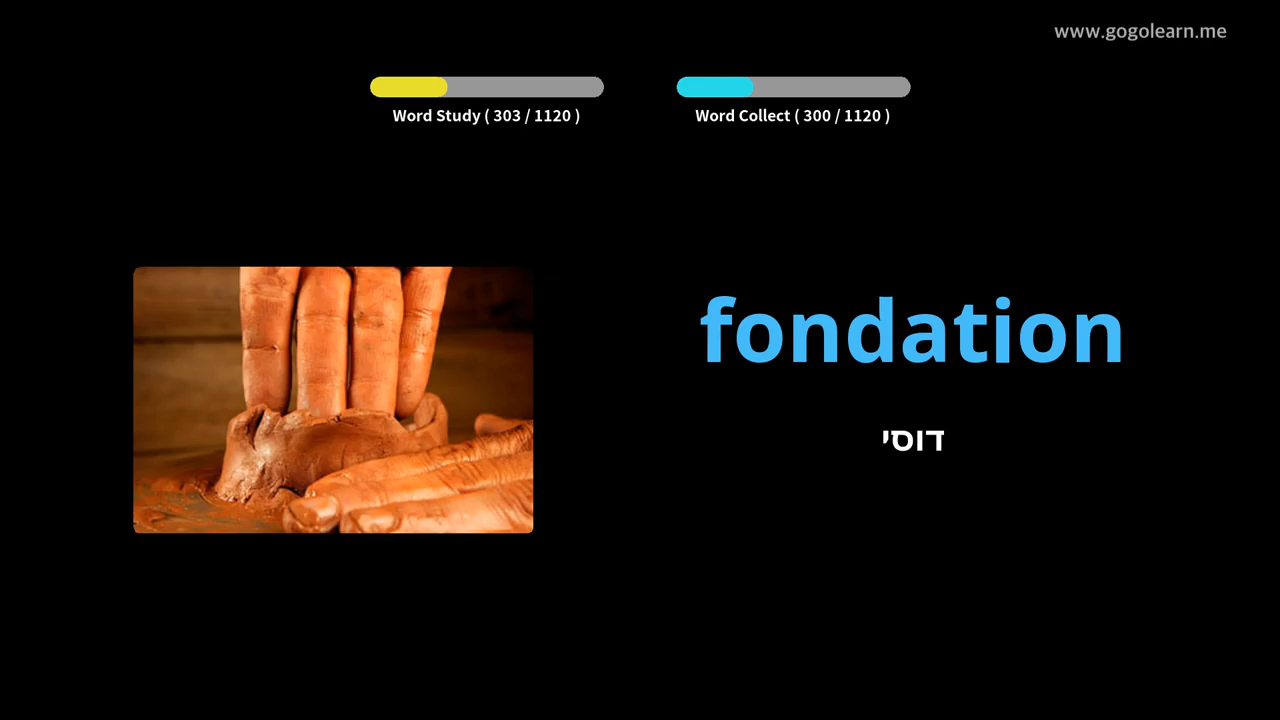 www.gogolearn.me
Word Study ( 303 / 1120 )
Word Collect ( 300 / 1120 )
fondation
דוסי